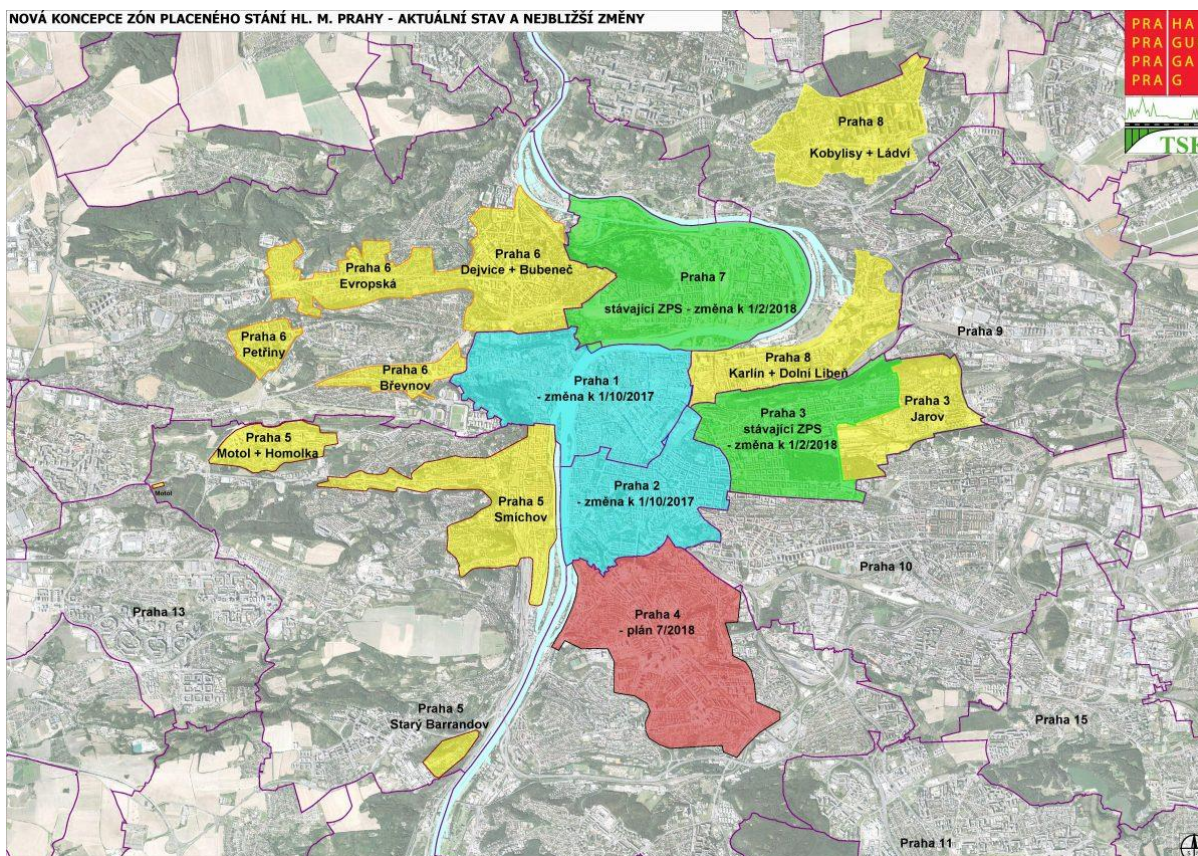 NOVÁ KONCEPCE ZÓN PLACENÉHO STÁNÍ HL. M. PRAHY - AKTUÁLNÍ STAV A NEJBLIŽŠÍ ZMĚNY
PRA HA
PRA GU
PRA GA
PRA G
TSK
Praha 8
Kobylisy + Ládví
Praha 6
Dejvice + Bubeneč
Praha 6
Evropská
Praha 7
stávající ZPS - změna k 1/2/2018
Praha 6
Petřiny
Praha 9
Praha 8
Karlín + Dolní Libeň
Praha 6
Břevnov
Praha 1
- změna k 1/10/2017
Praha 3
Jarov
Praha 3
stávající ZPS
- změna k 1/2/2018
Praha 5
Motol + Homolka
Motol
Praha 2
- změna k 1/10/2017
Praha 5
Smíchov
Praha 10
Praha 13
Praha 4
- plán 7/2018
Praha 5
Starý Barrandov
Praha 15
Praha 11